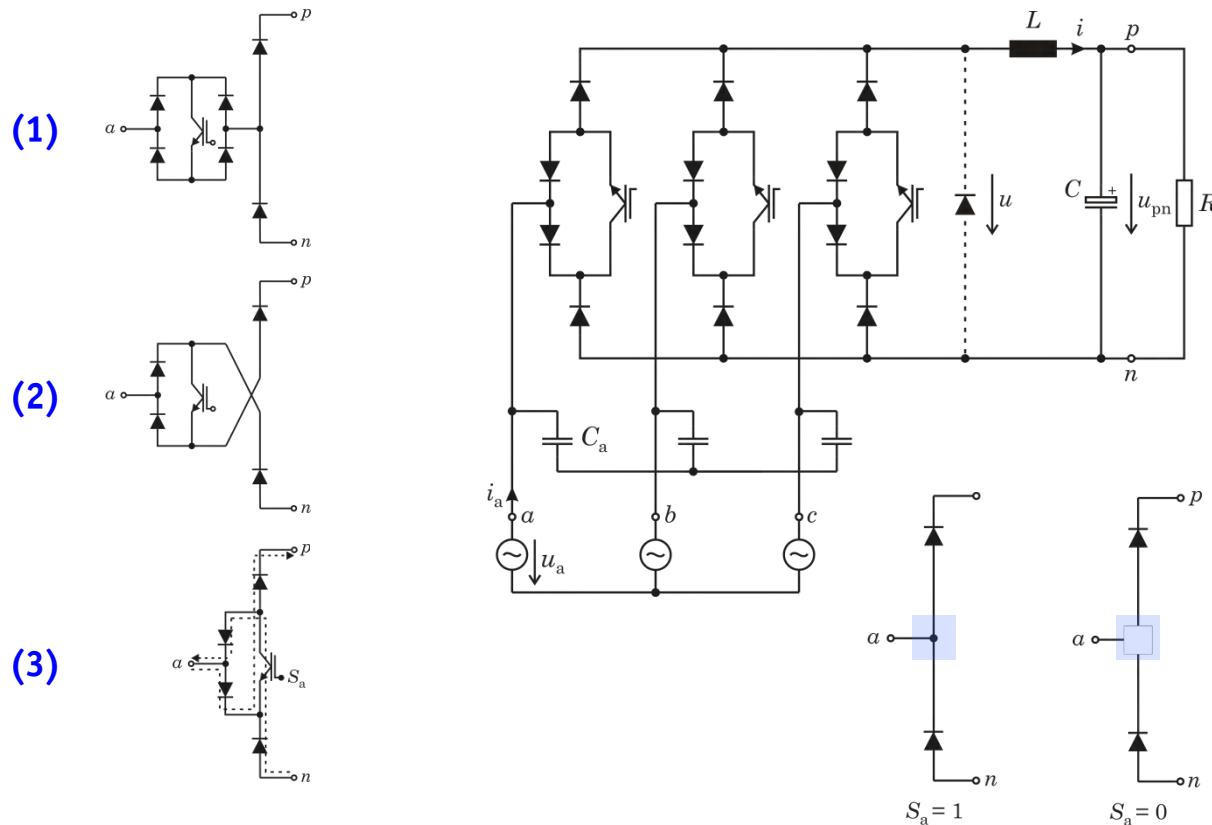 p
(1)
a
n
p
(2)
a
n
p
(3)
a
S_a
n
L
i
p
u
C
+
u_pn
R
n
C_a
i_a
a
b
c
u_a
~
~
~
a
n
S_a = 1
p
a
n
S_a = 0